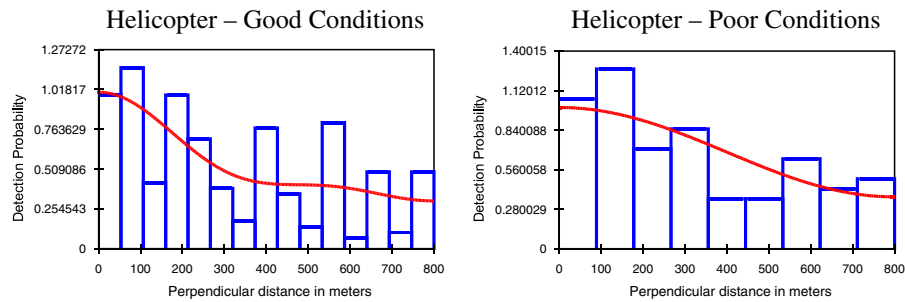 Helicopter – Good Conditions
1.27272
1.01817
0.763629
0.509086
0.254543
0
Detection Probability
0 100 200 300 400 500 600 700 800
Perpendicular distance in meters
Helicopter – Poor Conditions
1.40015
1.12012
0.840088
0.560058
0.280029
0
Detection Probability
0 100 200 300 400 500 600 700 800
Perpendicular distance in meters